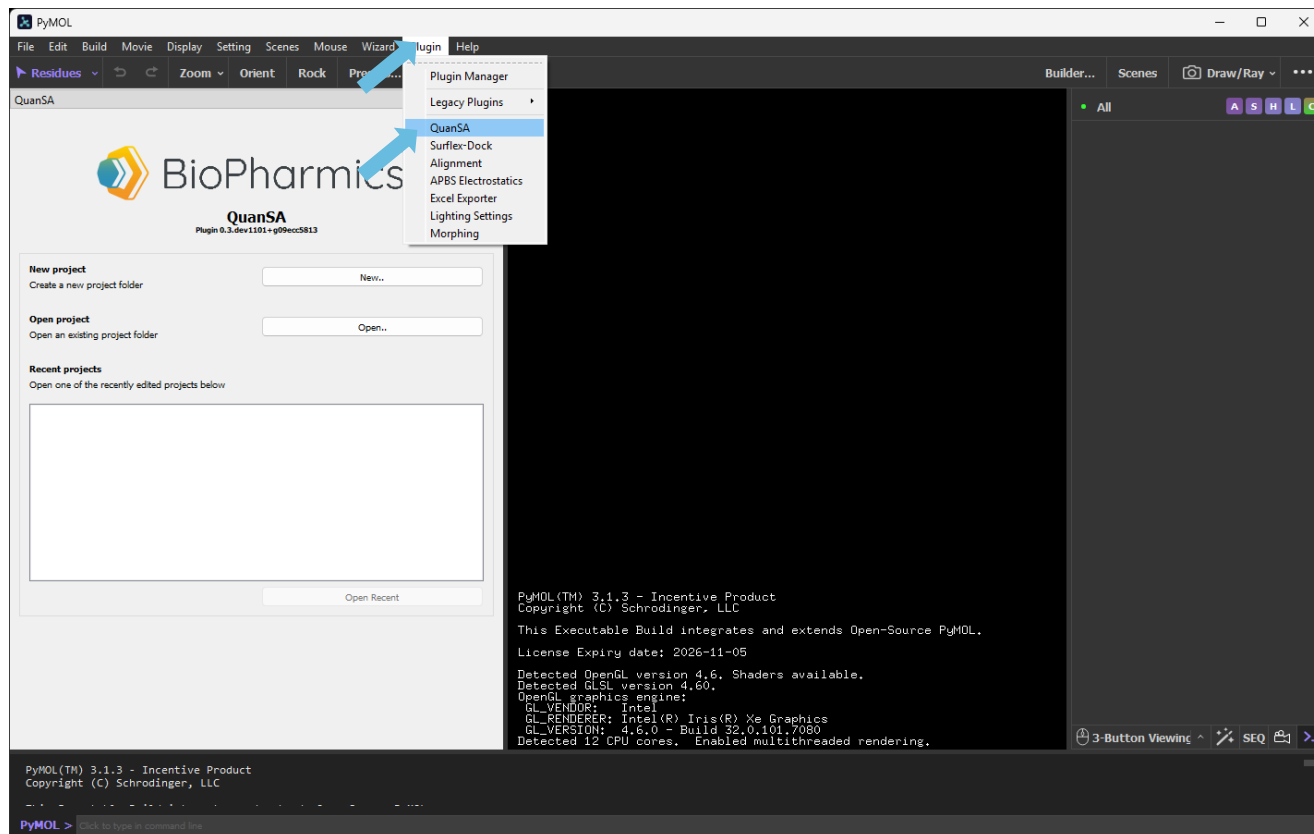 PyMOL
File Edit Build Movie Display Setting Scenes Mouse Wizard Plugin Help
Residues Zoom Orient Rock Builder... Scenes Draw/Ray
QuanSA
Plugin Manager
Legacy Plugins
QuanSA
Surflex-Dock
Alignment
APBS Electrostatics
Excel Exporter
Lighting Settings
Morphing
All A S H L C
BioPharmics
QuanSA
Plugin 0.3.dev1101+g09ecc5813
New project
Create a new project folder
New..
Open project
Open an existing project folder
Open..
Recent projects
Open one of the recently edited projects below
Open Recent
PyMOL(TM) 3.1.3 - Incentive Product
Copyright (C) Schrodinger, LLC
This Executable Build integrates and extends Open-Source PyMOL.
License Expiry date: 2026-11-05
Detected OpenGL version 4.6. Shaders available.
Detected GLSL version 4.60.
OpenGL graphics engine:
GL_VENDOR: Intel
GL_RENDERER: Intel(R) Iris(R) Xe Graphics
GL_VERSION: 4.6.0 - Build 32.0.101.7080
Detected 12 CPU cores. Enabled multithreaded rendering.
3-Button Viewing SEQ
PyMOL(TM) 3.1.3 - Incentive Product
Copyright (C) Schrodinger, LLC
PyMOL > Click to type in command line